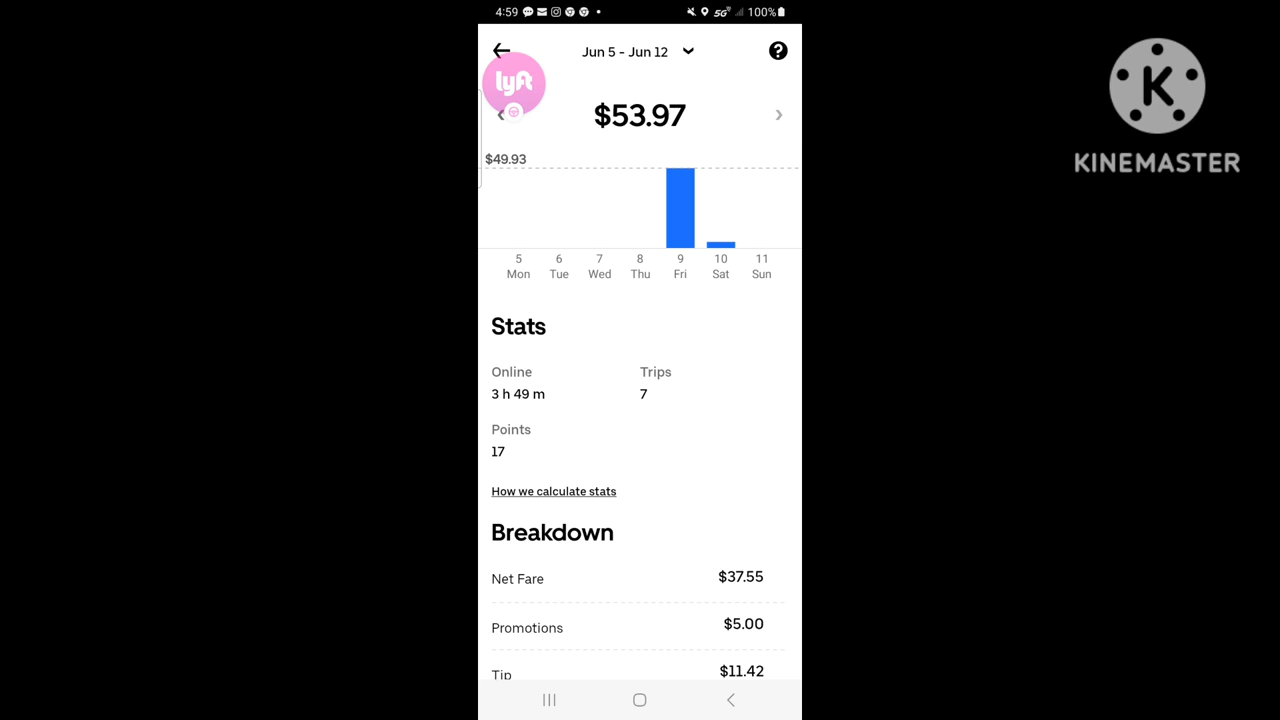 4:59 5G 100%
Jun 5 - Jun 12
lyft
$53.97
$49.93
5 6 7 8 9 10 11
Mon Tue Wed Thu Fri Sat Sun
Stats
Online Trips
3 h 49 m 7
Points
17
How we calculate stats
Breakdown
Net Fare $37.55
Promotions $5.00
Tip $11.42
K
KINEMASTER